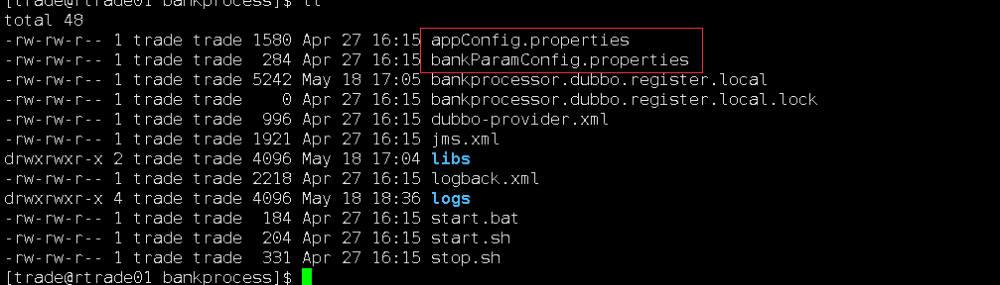 [trade@rtrade01 bankprocess]$ ll
total 48
-rw-rw-r-- 1 trade trade 1580 Apr 27 16:15 appConfig.properties
-rw-rw-r-- 1 trade trade  284 Apr 27 16:15 bankParamConfig.properties
-rw-rw-r-- 1 trade trade 5242 May 18 17:05 bankprocessor.dubbo.register.local
-rw-rw-r-- 1 trade trade    0 Apr 27 16:15 bankprocessor.dubbo.register.local.lock
-rw-rw-r-- 1 trade trade  996 Apr 27 16:15 dubbo-provider.xml
-rw-rw-r-- 1 trade trade 1921 Apr 27 16:15 jms.xml
drwxrwxr-x 2 trade trade 4096 May 18 17:04 libs
-rw-rw-r-- 1 trade trade 2218 Apr 27 16:15 logback.xml
drwxrwxr-x 4 trade trade 4096 May 18 18:36 logs
-rw-rw-r-- 1 trade trade  184 Apr 27 16:15 start.bat
-rw-rw-r-- 1 trade trade  204 Apr 27 16:15 start.sh
-rw-rw-r-- 1 trade trade  331 Apr 27 16:15 stop.sh
[trade@rtrade01 bankprocess]$